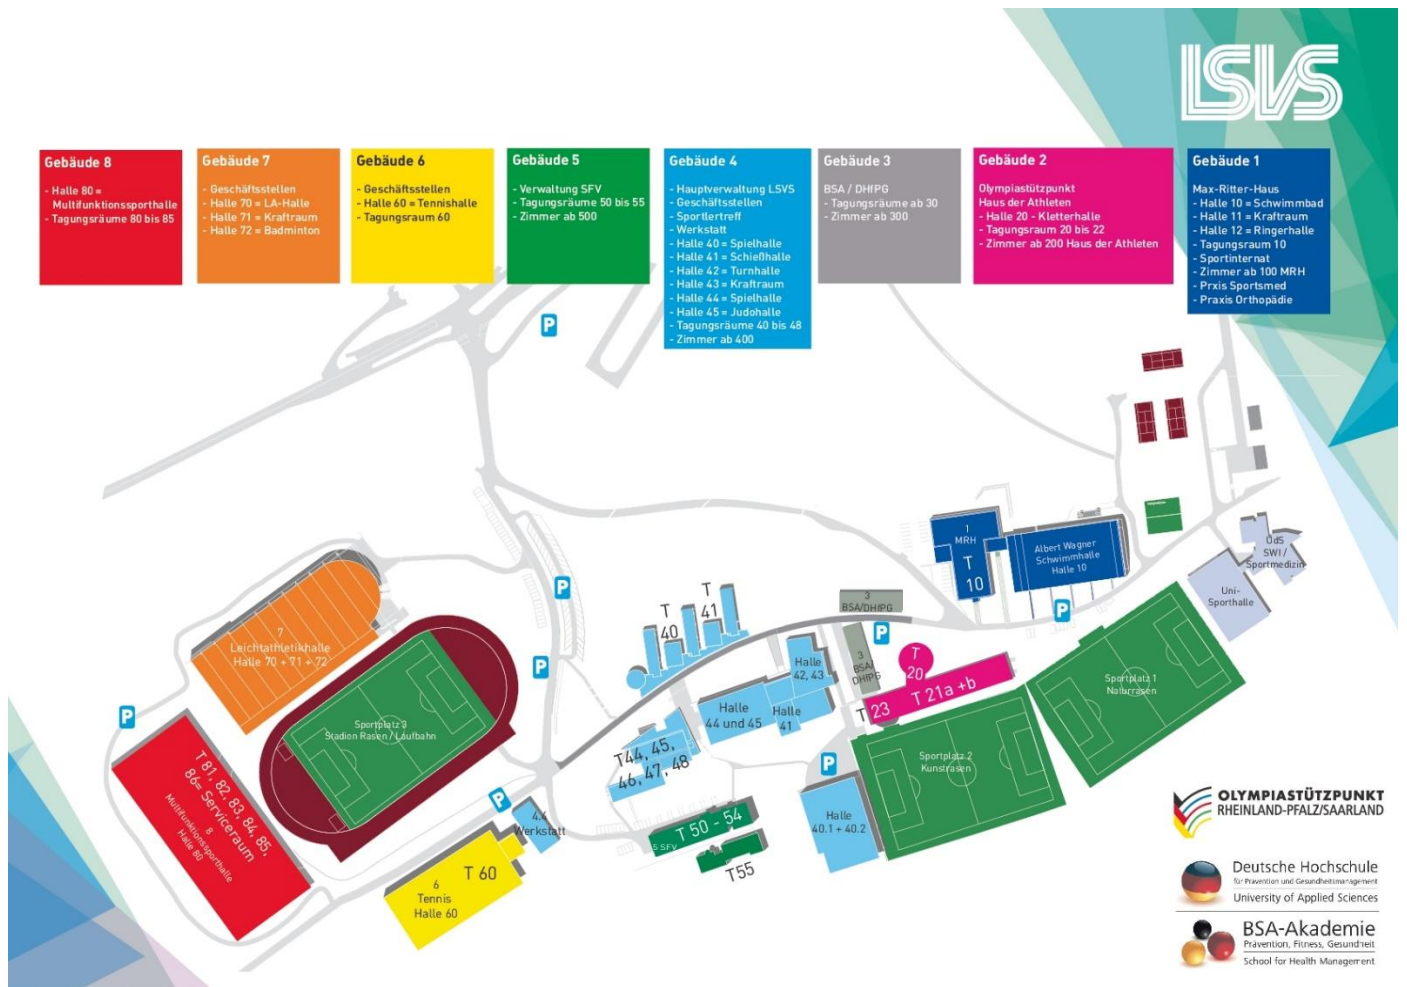 LSVS
Gebäude 8
- Halle 80 =
Multifunktionssporthalle
- Tagungsräume 80 bis 85
Gebäude 7
- Geschäftsstellen
- Halle 70 = LA-Halle
- Halle 71 = Kraftraum
- Halle 72 = Badminton
Gebäude 6
- Geschäftsstellen
- Halle 60 = Tennishalle
- Tagungsraum 60
Gebäude 5
- Verwaltung SFV
- Tagungsräume 50 bis 55
- Zimmer ab 500
Gebäude 4
- Hauptverwaltung LSVS
- Geschäftsstellen
- Sportlertreff
- Werkstatt
- Halle 40 = Spielhalle
- Halle 41 = Schießhalle
- Halle 42 = Turnhalle
- Halle 43 = Kraftraum
- Halle 44 = Spielhalle
- Halle 45 = Judohalle
- Tagungsräume 40 bis 48
- Zimmer ab 400
Gebäude 3
BSA / DHfPG
- Tagungsräume ab 30
- Zimmer ab 300
Gebäude 2
Olympiastützpunkt
Haus der Athleten
- Halle 20 - Kletterhalle
- Tagungsraum 20 bis 22
- Zimmer ab 200 Haus der Athleten
Gebäude 1
Max-Ritter-Haus
- Halle 10 = Schwimmbad
- Halle 11 = Kraftraum
- Halle 12 = Ringerhalle
- Tagungsraum 10
- Sportinternat
- Zimmer ab 100 MRH
- Prxis Sportsmed
- Praxis Orthopädie
P
1
MRH
T
10
Albert Wagner
Schwimmhalle
Halle 10
UdS
SWI /
Sportmedizin
Uni-
Sporthalle
P
P
T
40
T
41
3
BSA/DHfPG
P
3
BSA/
DHfPG
T
20
T 21a +b
T 23
Sportplatz 1
Naturrasen
7
Leichtathletikhalle
Halle 70 + 71 + 72
P
P
Sportplatz 3
Stadion Rasen / Laufbahn
Halle
42, 43
Halle
44 und 45
Halle
41
T44, 45,
46, 47, 48
P
Sportplatz 2
Kunstrasen
T 81, 82, 83, 84, 85,
86= Serviceraum
8
Multifunktionssporthalle
Halle 80
P
4.4
Werkstatt
T 50 - 54
5 SFV
T55
Halle
40.1 + 40.2
6
Tennis
Halle 60
T 60
OLYMPIASTÜTZPUNKT
RHEINLAND-PFALZ/SAARLAND
Deutsche Hochschule
für Prävention und Gesundheitsmanagement
University of Applied Sciences
BSA-Akademie
Prävention, Fitness, Gesundheit
School for Health Management